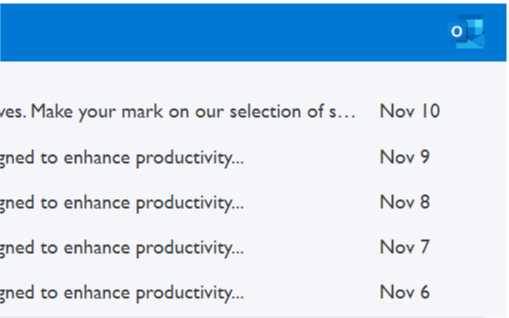 O
ves. Make your mark on our selection of s... Nov 10
gned to enhance productivity... Nov 9
gned to enhance productivity... Nov 8
gned to enhance productivity... Nov 7
gned to enhance productivity... Nov 6